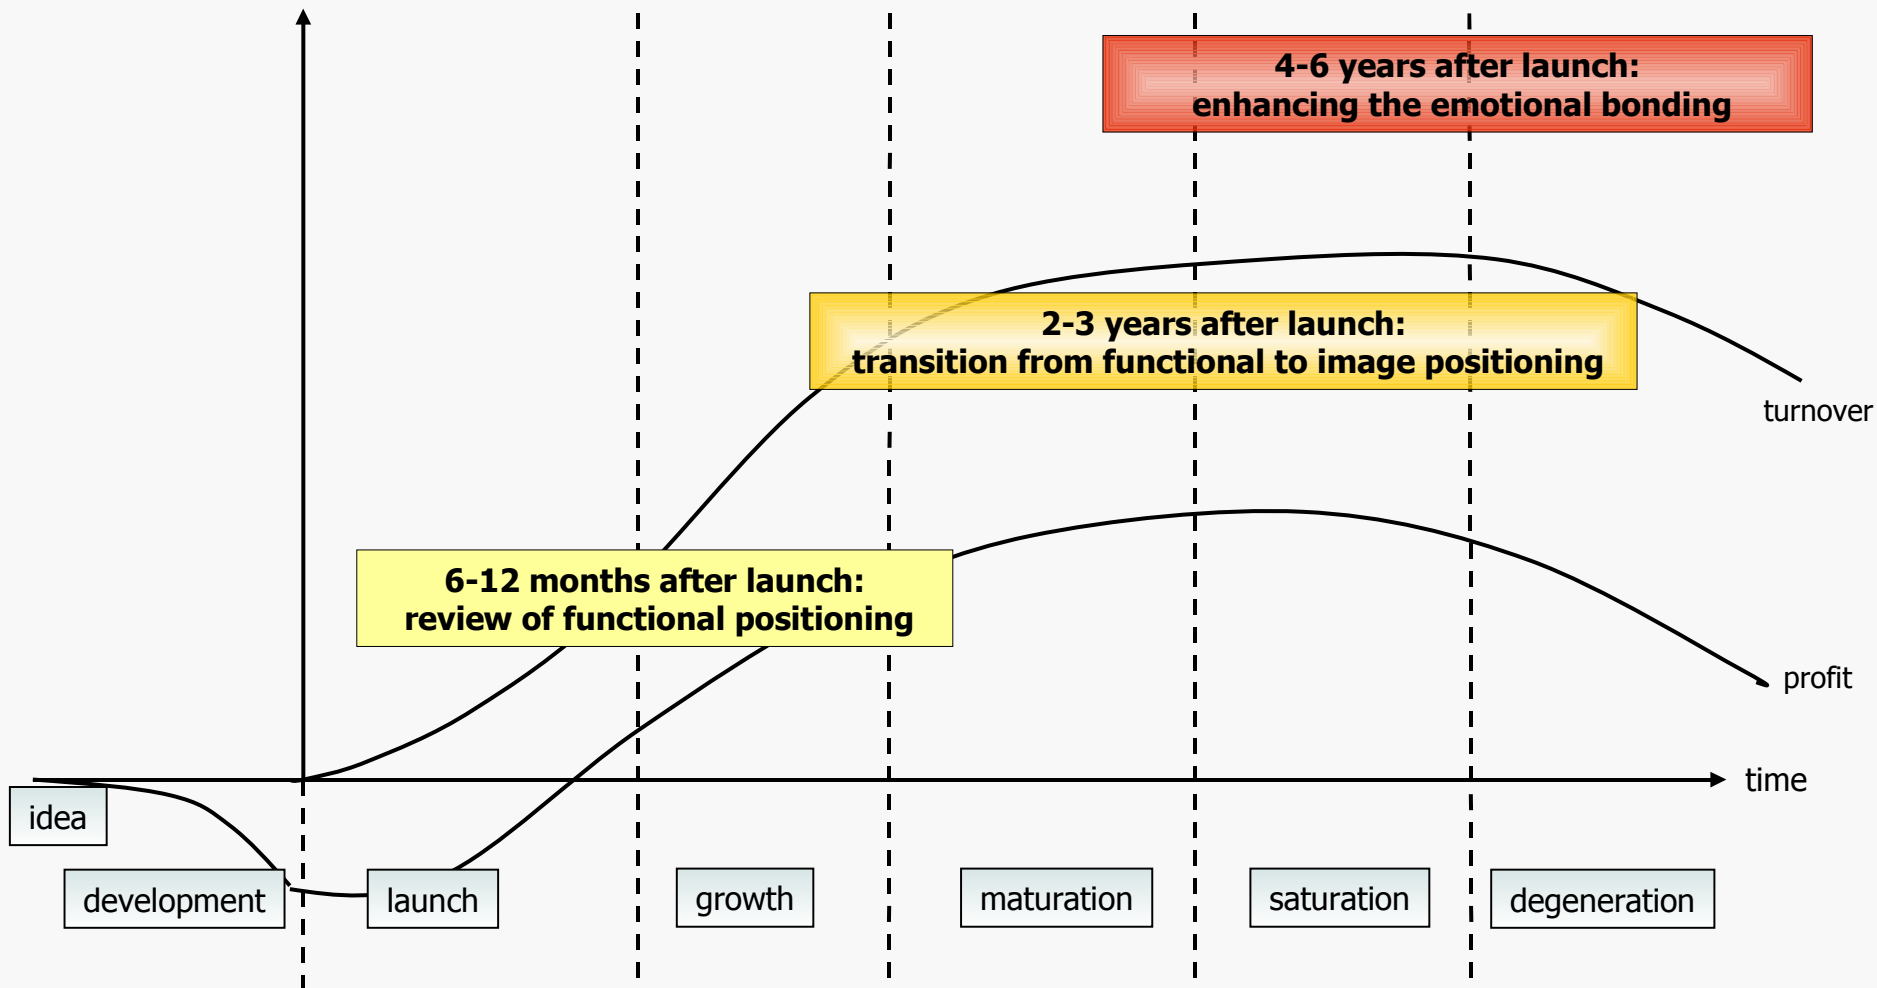 4-6 years after launch:
enhancing the emotional bonding
2-3 years after launch:
transition from functional to image positioning
turnover
6-12 months after launch:
review of functional positioning
profit
time
idea
development
launch
growth
maturation
saturation
degeneration